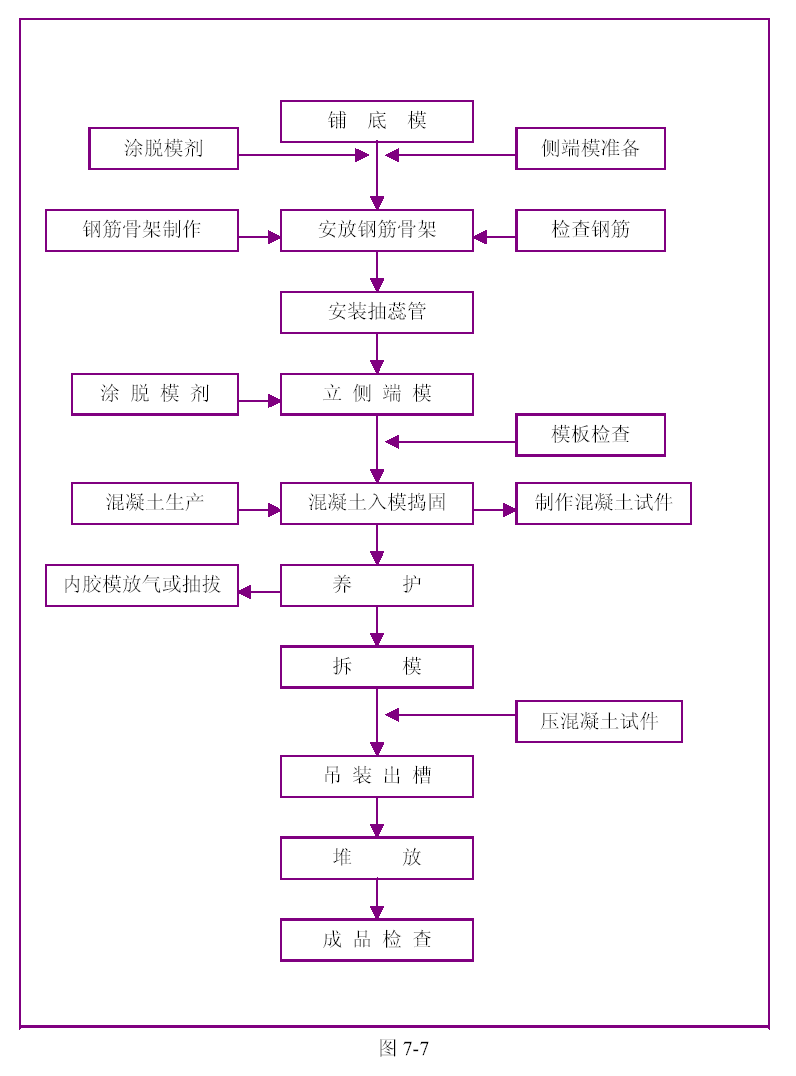 铺 底 模
涂脱模剂
侧端模准备
钢筋骨架制作
安放钢筋骨架
检查钢筋
安装抽蕊管
涂 脱 模 剂
立 侧 端 模
模板检查
混凝土生产
混凝土入模捣固
制作混凝土试件
内胶模放气或抽拔
养 护
拆 模
压混凝土试件
吊 装 出 槽
堆 放
成 品 检 查
图 7-7